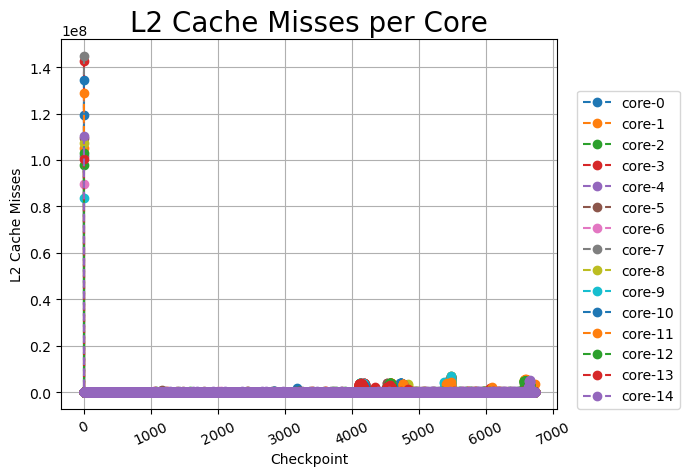 L2 Cache Misses per Core
1e8
1.4
1.2
1.0
0.8
0.6
0.4
0.2
0.0
L2 Cache Misses
0
1000
2000
3000
4000
5000
6000
7000
Checkpoint
core-0
core-1
core-2
core-3
core-4
core-5
core-6
core-7
core-8
core-9
core-10
core-11
core-12
core-13
core-14